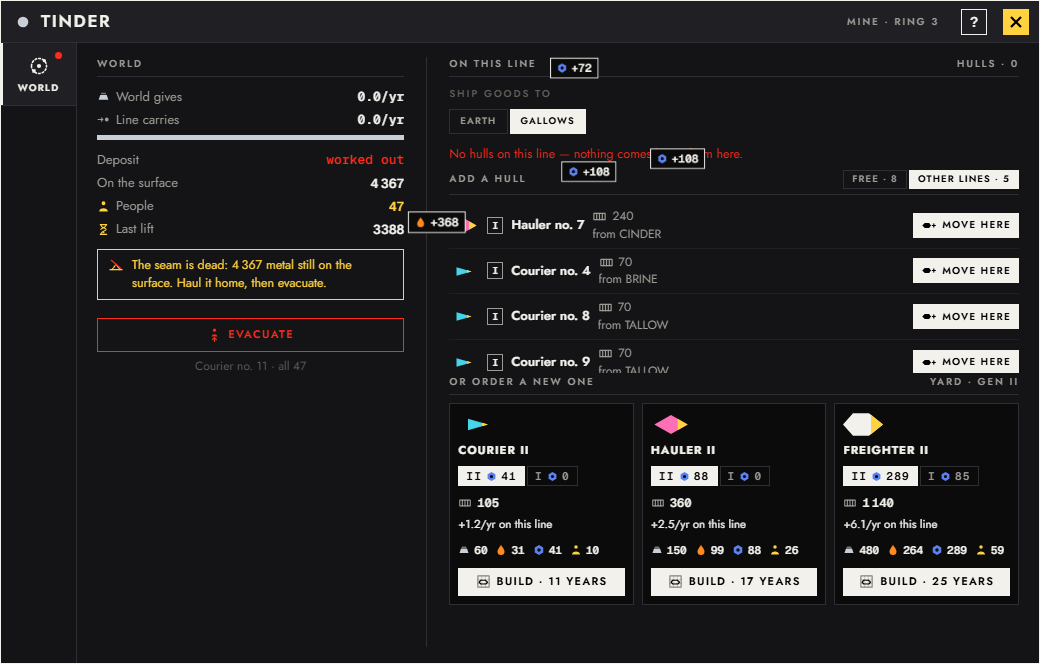 TINDER
MINE · RING 3
?
WORLD
WORLD
World gives 0.0/yr
Line carries 0.0/yr
Deposit worked out
On the surface 4 367
People 47
Last lift 3388
The seam is dead: 4 367 metal still on the
surface. Haul it home, then evacuate.
EVACUATE
Courier no. 11 · all 47
ON THIS LINE
+72
HULLS · 0
SHIP GOODS TO
EARTH GALLOWS
No hulls on this line — nothing comes here.
+108
+108
ADD A HULL
FREE · 8 OTHER LINES · 5
+368
I Hauler no. 7 240
from CINDER
MOVE HERE
I Courier no. 4 70
from BRINE
MOVE HERE
I Courier no. 8 70
from TALLOW
MOVE HERE
I Courier no. 9 70
from TALLOW
MOVE HERE
OR ORDER A NEW ONE
YARD · GEN II
COURIER II
II 41 I 0
105
+1.2/yr on this line
60 31 41 10
BUILD · 11 YEARS
HAULER II
II 88 I 0
360
+2.5/yr on this line
150 99 88 26
BUILD · 17 YEARS
FREIGHTER II
II 289 I 85
1 140
+6.1/yr on this line
480 264 289 59
BUILD · 25 YEARS